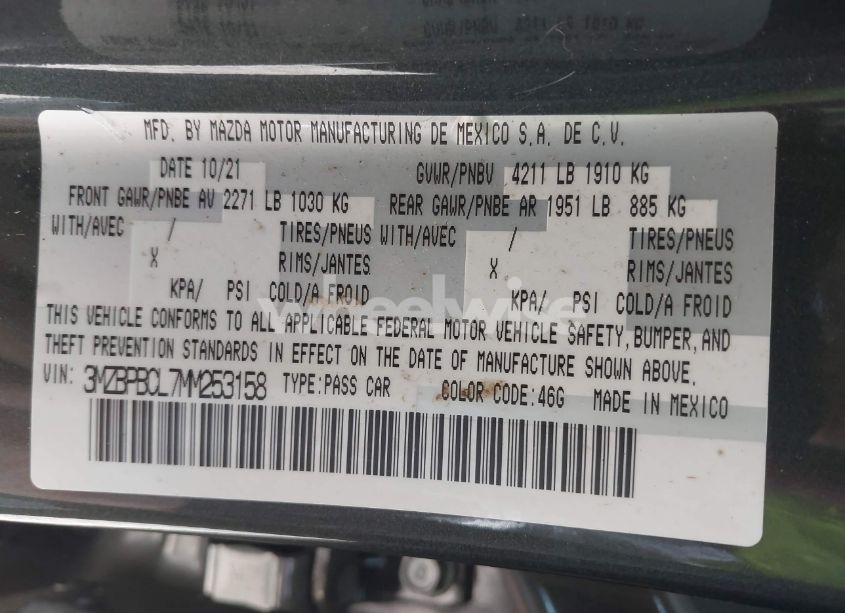 MFD. BY MAZDA MOTOR MANUFACTURING DE MEXICO S.A. DE C.V.
DATE 10/21 GVWR/PNBV 4211 LB 1910 KG
FRONT GAWR/PNBE AV 2271 LB 1030 KG REAR GAWR/PNBE AR 1951 LB 885 KG
WITH/AVEC / TIRES/PNEUS WITH/AVEC / TIRES/PNEUS
X RIMS/JANTES X RIMS/JANTES
KPA/ PSI COLD/A FROID KPA/ PSI COLD/A FROID
wheelwise
THIS VEHICLE CONFORMS TO ALL APPLICABLE FEDERAL MOTOR VEHICLE SAFETY, BUMPER, AND
THEFT PREVENTION STANDARDS IN EFFECT ON THE DATE OF MANUFACTURE SHOWN ABOVE.
VIN: 3MZBPBCL7MM253158 TYPE:PASS CAR COLOR CODE:46G MADE IN MEXICO